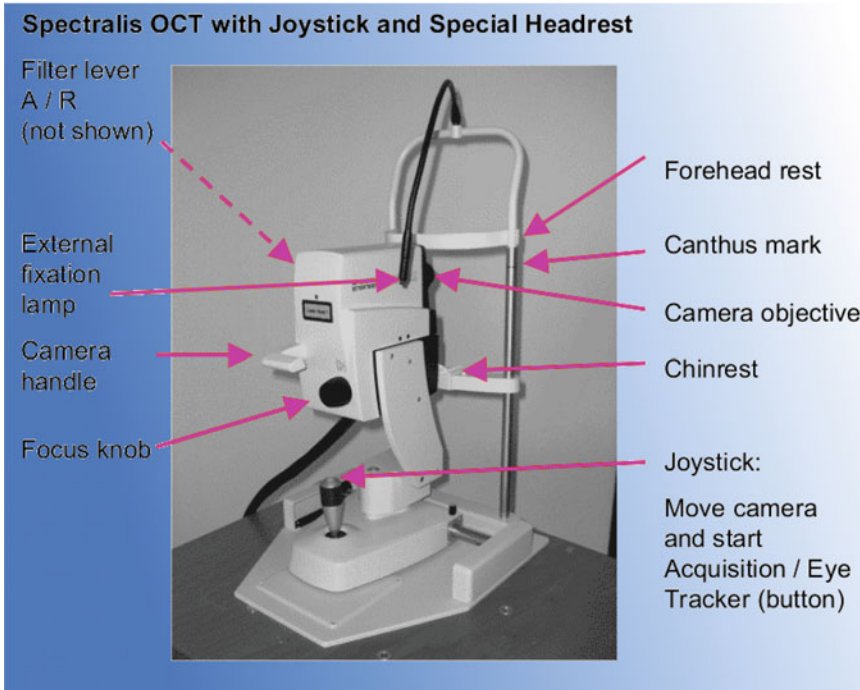 Spectralis OCT with Joystick and Special Headrest
Filter lever
A / R
(not shown)
External
fixation
lamp
Camera
handle
Focus knob
Forehead rest
Canthus mark
Camera objective
Chinrest
Joystick:
Move camera
and start
Acquisition / Eye
Tracker (button)